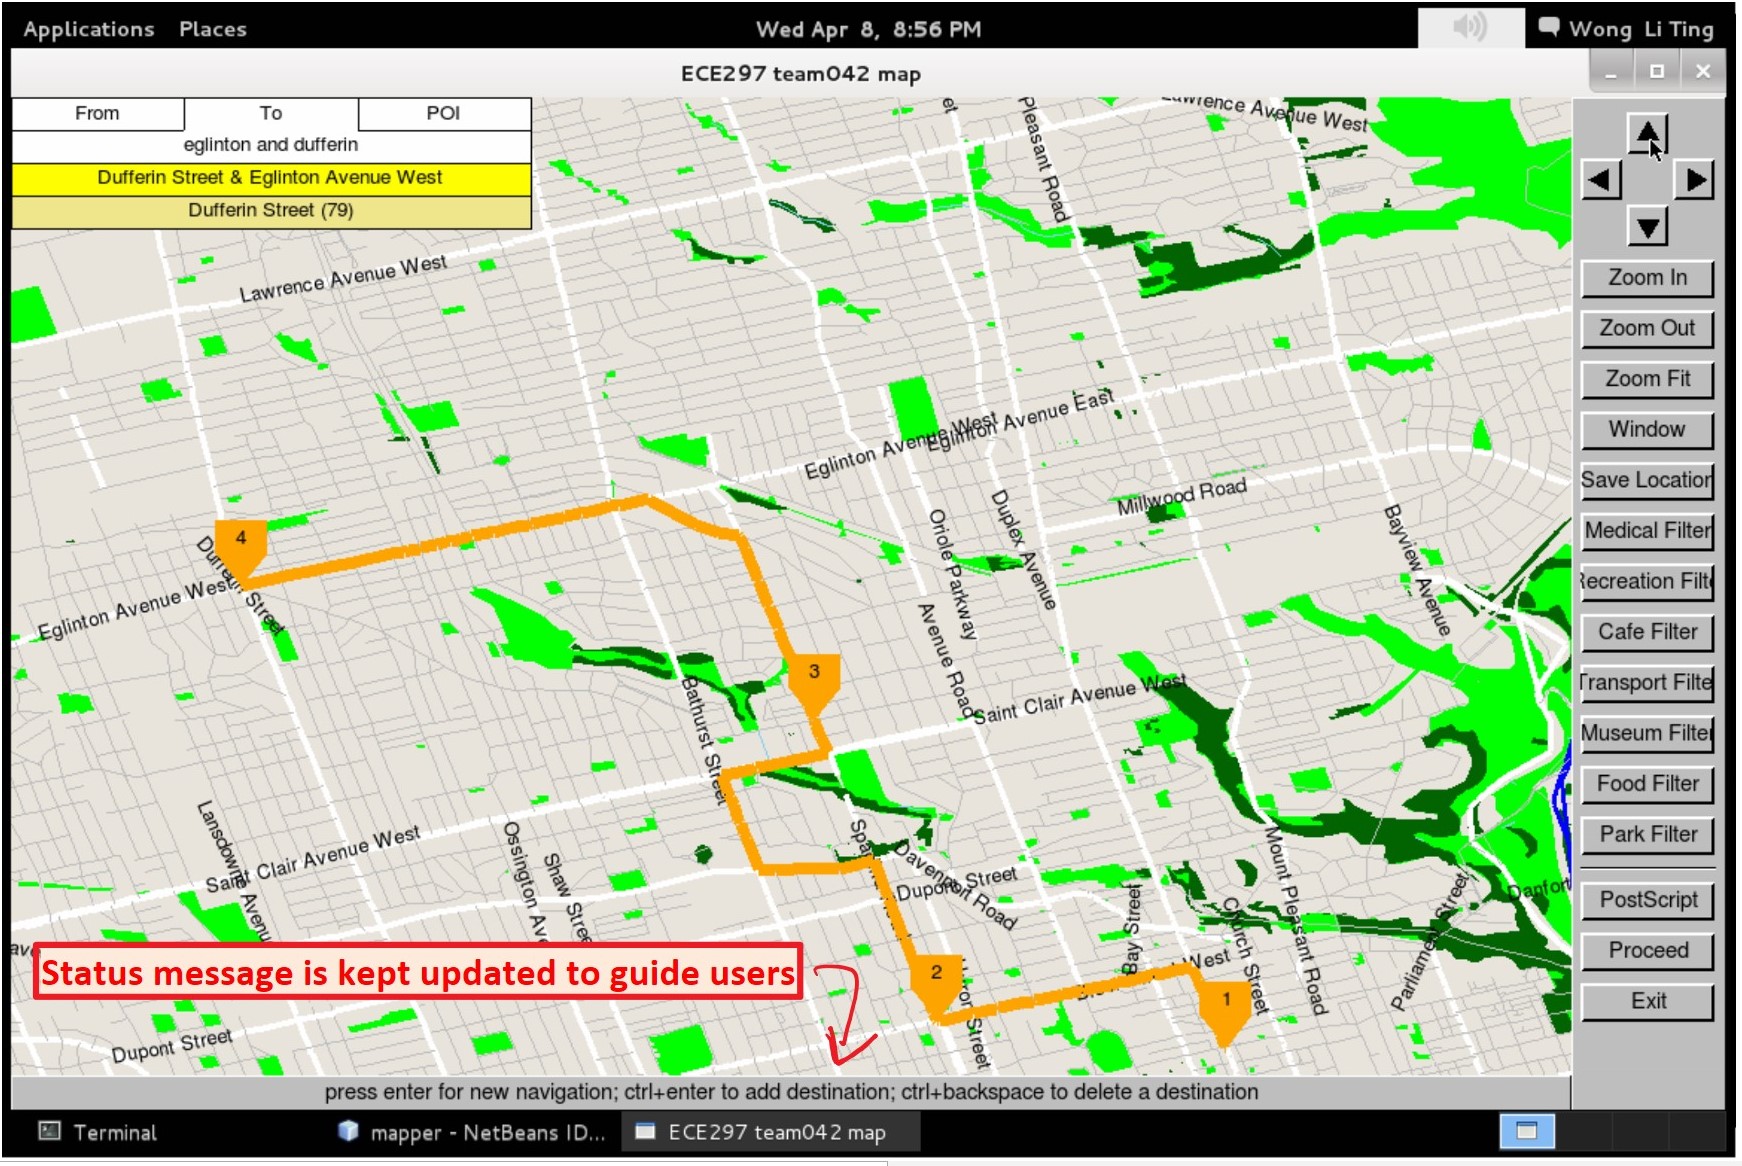 Applications Places
Wed Apr 8, 8:56 PM
Wong Li Ting
ECE297 team042 map
From To POI
eglinton and dufferin
Dufferin Street & Eglinton Avenue West
Dufferin Street (79)
Lawrence Avenue West
Pleasant Road
Lawrence Avenue West
Eglinton Avenue West
Eglinton Avenue East
Millwood Road
Duplex Avenue
Oriole Parkway
Bayview Avenue
4
Dufferin Street
Eglinton Avenue West
3
Avenue Road
Saint Clair Avenue West
Bathurst Street
Lansdowne Avenu
Saint Clair Avenue West
Ossington Av
Shaw Stree
Davenport Road
Dupont Street
Mount Pleasant Road
Church Street
Bay Street
Parliament Street
Danfort
West
2
1
Street
Dupont Street
Status message is kept updated to guide users
Zoom In
Zoom Out
Zoom Fit
Window
Save Location
Medical Filter
Recreation Filt
Cafe Filter
Transport Filte
Museum Filter
Food Filter
Park Filter
PostScript
Proceed
Exit
press enter for new navigation; ctrl+enter to add destination; ctrl+backspace to delete a destination
Terminal
mapper - NetBeans ID...
ECE297 team042 map